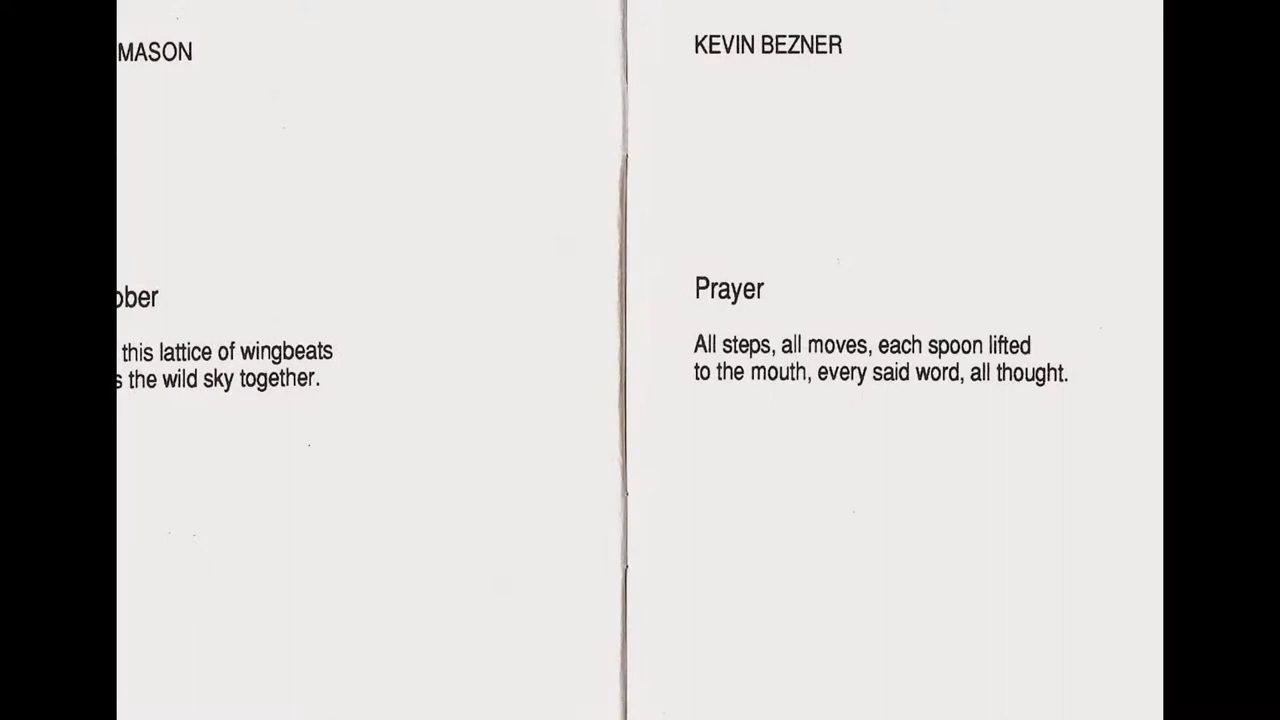 MASON
this lattice of wingbeats
the wild sky together.
KEVIN BEZNER
Prayer
All steps, all moves, each spoon lifted
to the mouth, every said word, all thought.